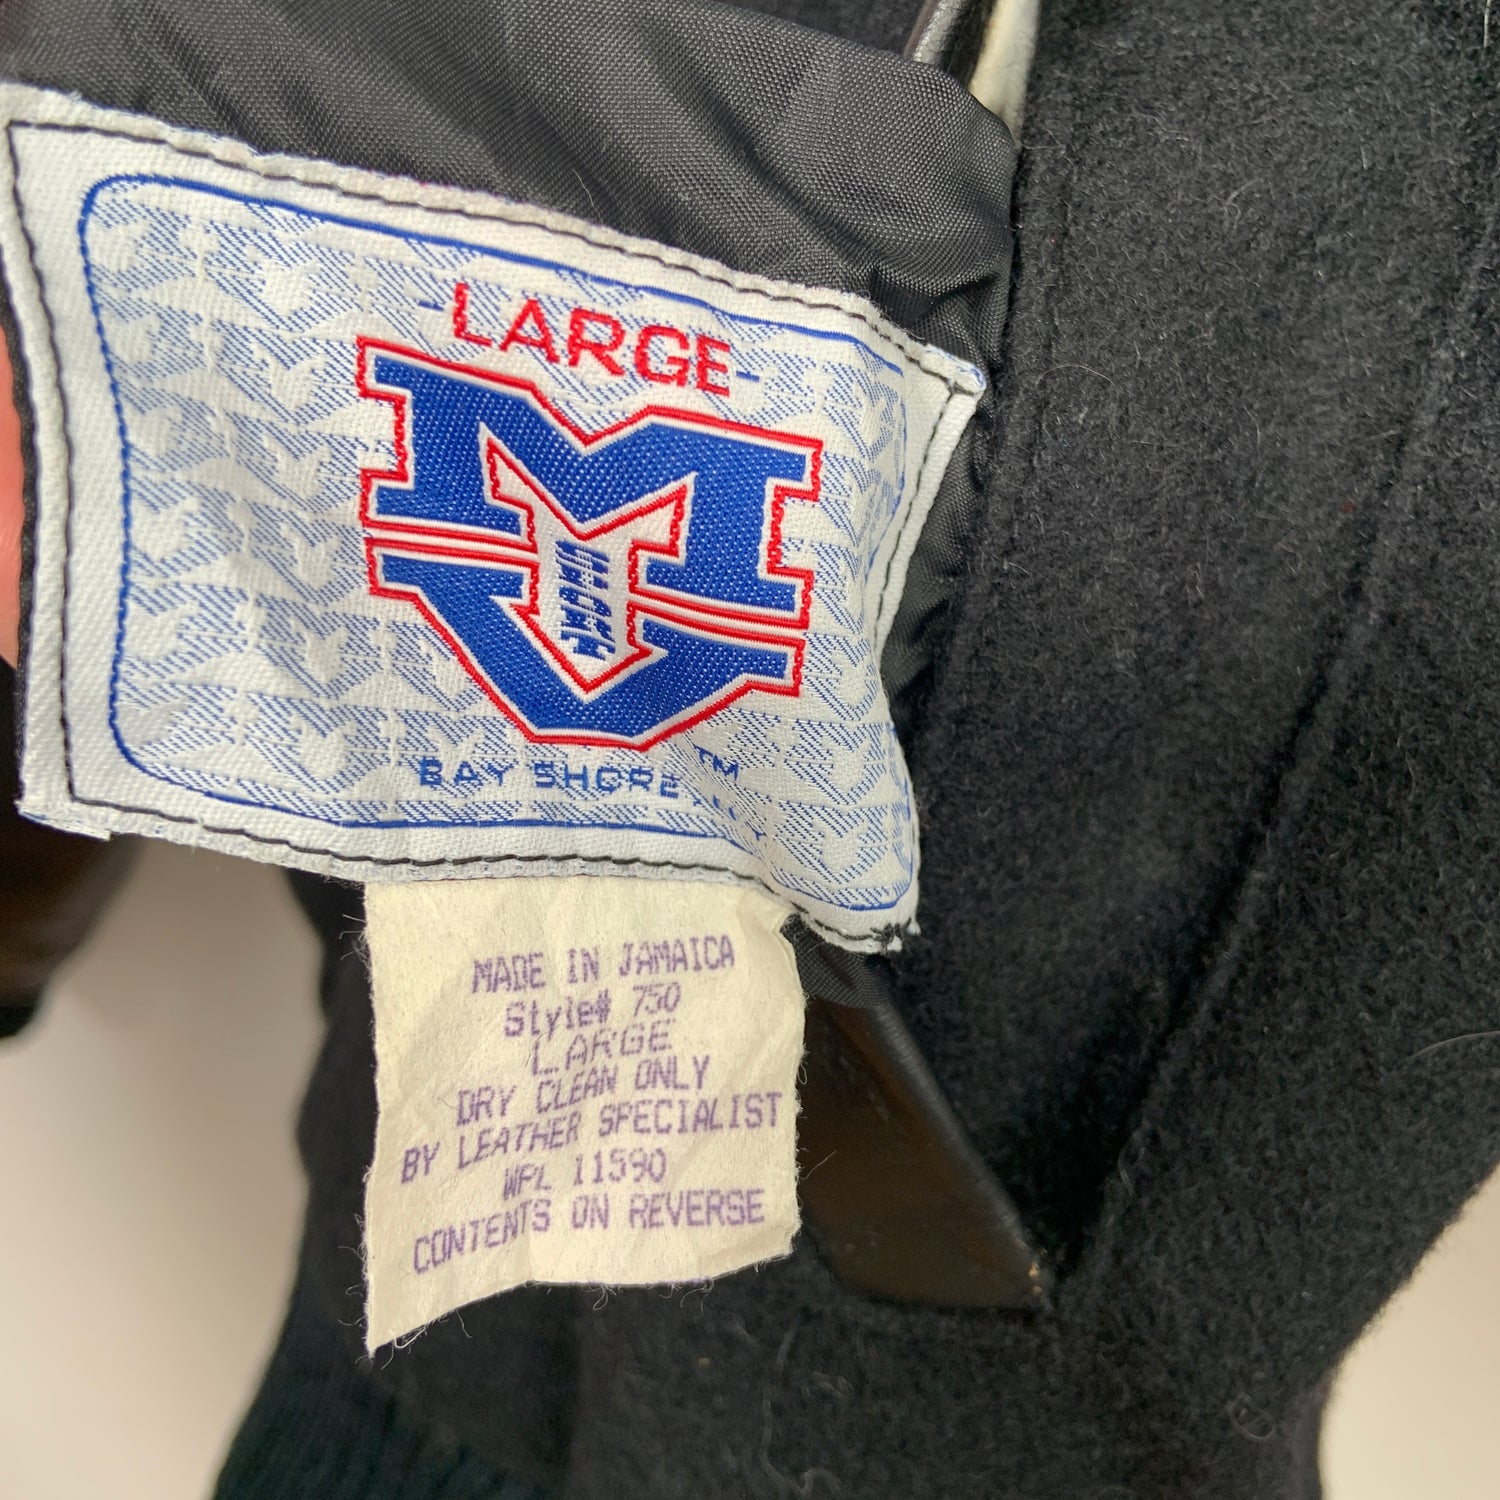 -LARGE-
MV
BAY SHORE, N.Y.
TM
MADE IN JAMAICA
Style# 750
LARGE
DRY CLEAN ONLY
BY LEATHER SPECIALIST
WPL 11590
CONTENTS ON REVERSE